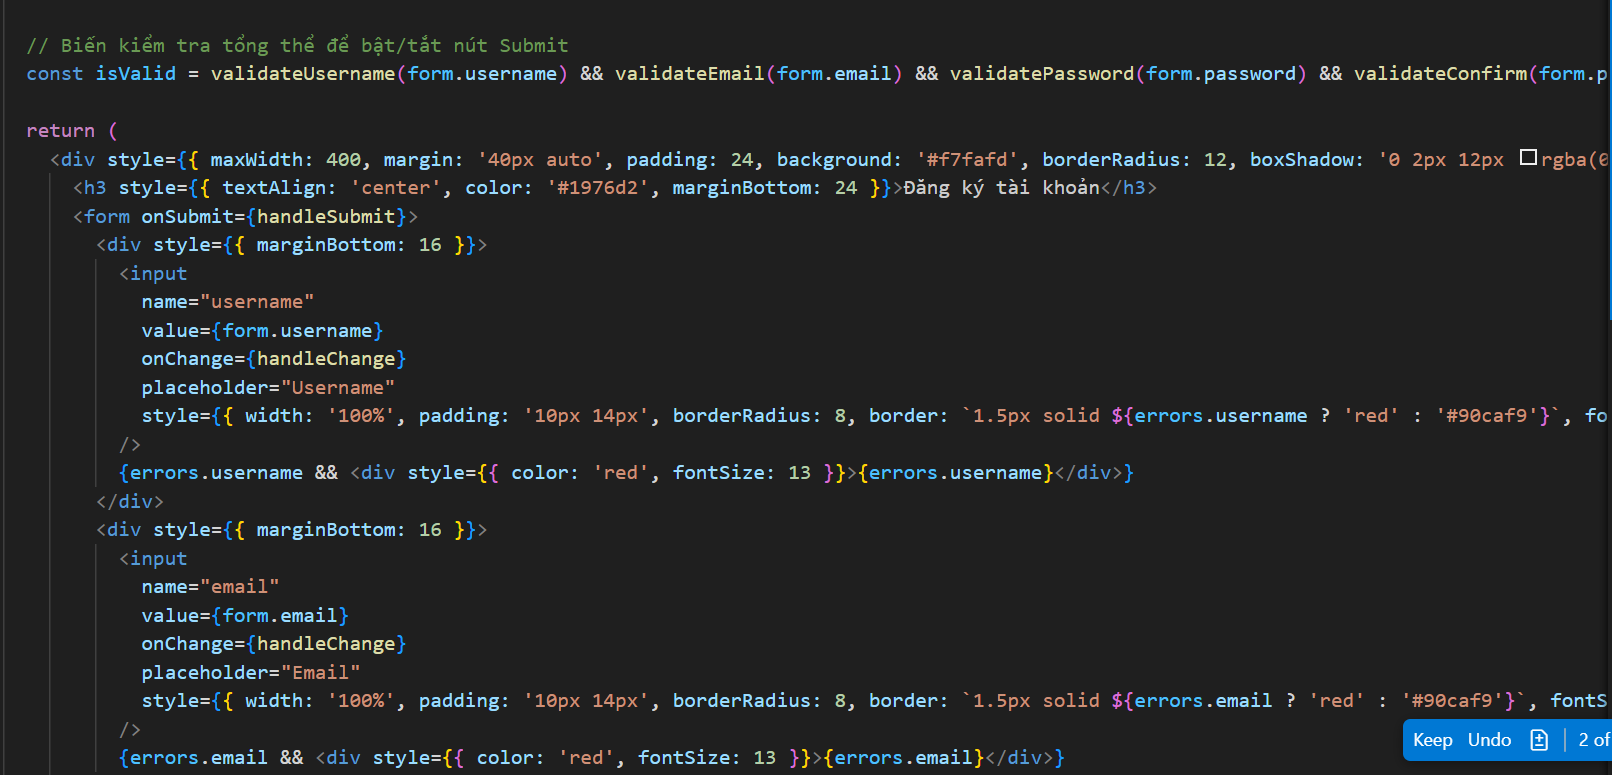 // Biến kiểm tra tổng thể để bật/tắt nút Submit
const isValid = validateUsername(form.username) && validateEmail(form.email) && validatePassword(form.password) && validateConfirm(form.p
return (
<div style={{ maxWidth: 400, margin: '40px auto', padding: 24, background: '#f7fafd', borderRadius: 12, boxShadow: '0 2px 12px rgba(0
<h3 style={{ textAlign: 'center', color: '#1976d2', marginBottom: 24 }}>Đăng ký tài khoản</h3>
<form onSubmit={handleSubmit}>
<div style={{ marginBottom: 16 }}>
<input
name="username"
value={form.username}
onChange={handleChange}
placeholder="Username"
style={{ width: '100%', padding: '10px 14px', borderRadius: 8, border: `1.5px solid ${errors.username ? 'red' : '#90caf9'}`, fo
/>
{errors.username && <div style={{ color: 'red', fontSize: 13 }}>{errors.username}</div>}
</div>
<div style={{ marginBottom: 16 }}>
<input
name="email"
value={form.email}
onChange={handleChange}
placeholder="Email"
style={{ width: '100%', padding: '10px 14px', borderRadius: 8, border: `1.5px solid ${errors.email ? 'red' : '#90caf9'}`, fontS
/>
{errors.email && <div style={{ color: 'red', fontSize: 13 }}>{errors.email}</div>}
Keep Undo 2 of